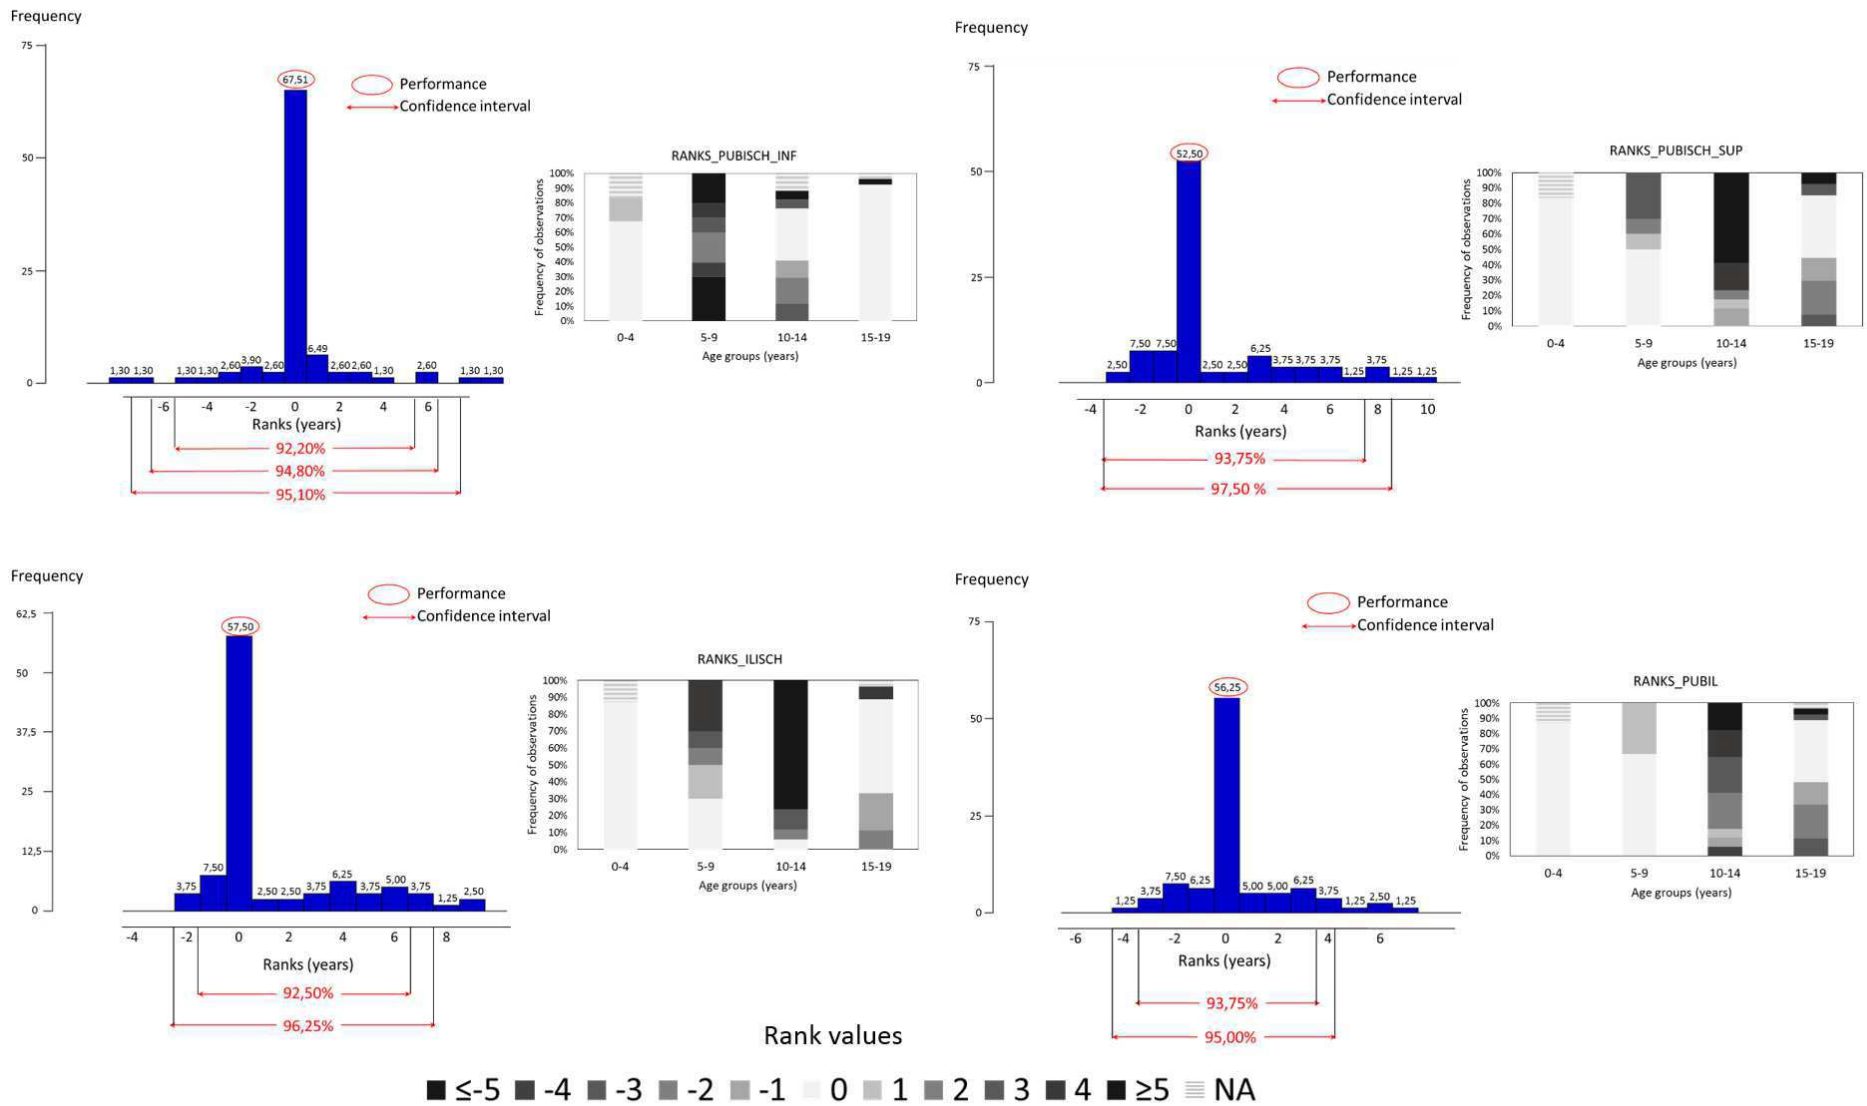 Frequency
75
50
25
0
67,51
Performance
Confidence interval
1,30 1,30 1,30 1,30 2,60 3,90 2,60 6,49 2,60 2,60 1,30 2,60 1,30 1,30
-6 -4 -2 0 2 4 6
Ranks (years)
92,20%
94,80%
95,10%
RANKS_PUBISCH_INF
Frequency of observations
100%
90%
80%
70%
60%
50%
40%
30%
20%
10%
0%
0-4 5-9 10-14 15-19
Age groups (years)
Frequency
75
50
25
0
52,50
Performance
Confidence interval
2,50 7,50 7,50 2,50 2,50 6,25 3,75 3,75 3,75 1,25 3,75 1,25 1,25
-4 -2 0 2 4 6 8 10
Ranks (years)
93,75%
97,50 %
RANKS_PUBISCH_SUP
Frequency of observations
100%
90%
80%
70%
60%
50%
40%
30%
20%
10%
0%
0-4 5-9 10-14 15-19
Age groups (years)
Frequency
62,5
50
37,5
25
12,5
0
57,50
Performance
Confidence interval
3,75 7,50 2,50 2,50 3,75 6,25 3,75 5,00 3,75 1,25 2,50
-4 -2 0 2 4 6 8
Ranks (years)
92,50%
96,25%
RANKS_ILISCH
Frequency of observations
100%
90%
80%
70%
60%
50%
40%
30%
20%
10%
0%
0-4 5-9 10-14 15-19
Age groups (years)
Frequency
75
50
25
0
56,25
Performance
Confidence interval
1,25 3,75 7,50 6,25 5,00 5,00 6,25 3,75 1,25 2,50 1,25
-6 -4 -2 0 2 4 6
Ranks (years)
93,75%
95,00%
RANKS_PUBIL
Frequency of observations
100%
90%
80%
70%
60%
50%
40%
30%
20%
10%
0%
0-4 5-9 10-14 15-19
Age groups (years)
Rank values
≤-5 -4 -3 -2 -1 0 1 2 3 4 ≥5 NA